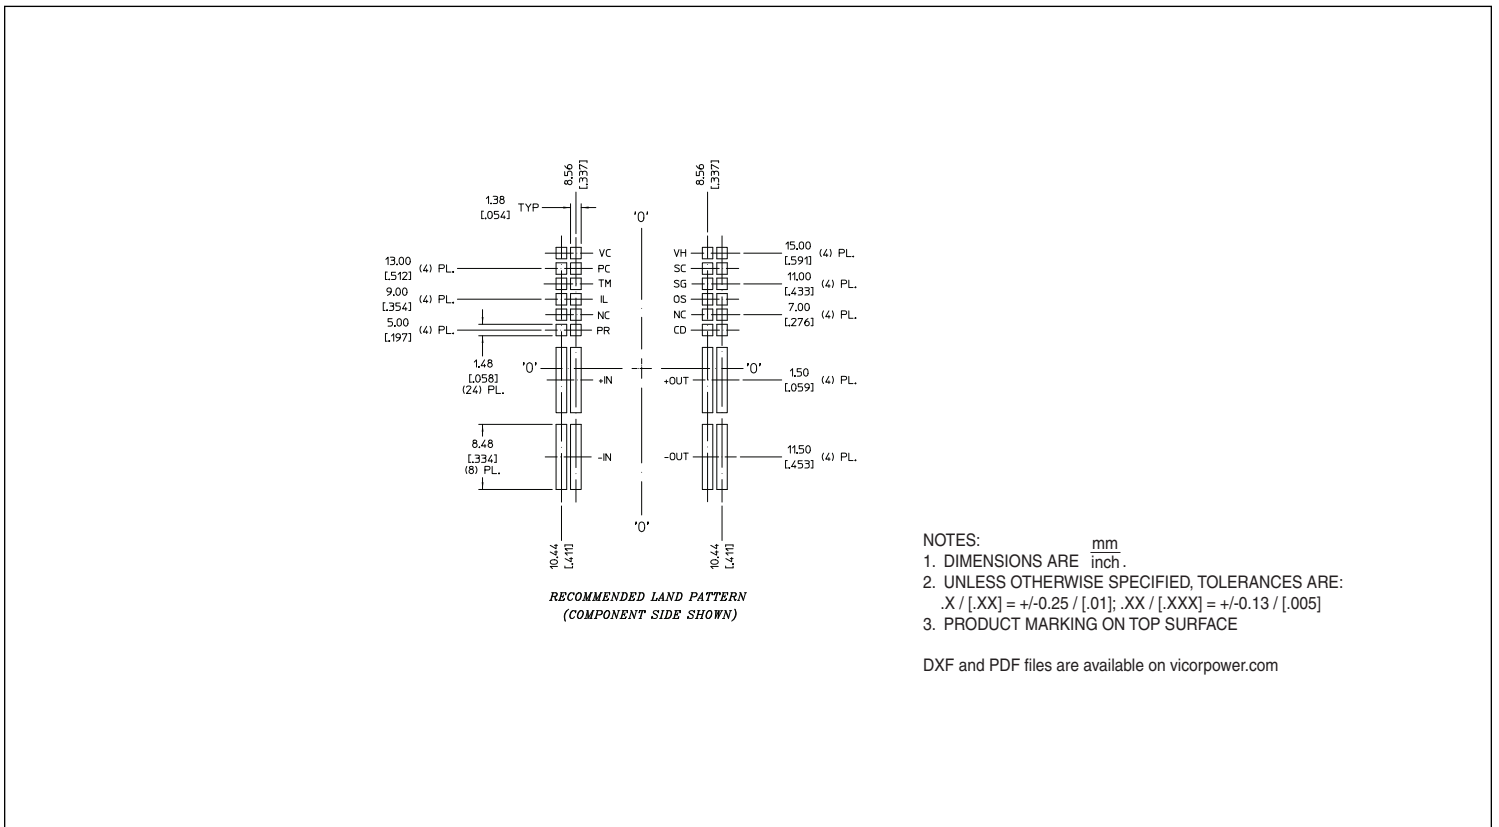 8.56
[.337]
8.56
[.337]
1.38
[.054]
TYP
'0'
VC
VH
15.00
[.591]
(4) PL.
13.00
[.512]
(4) PL.
PC
SC
TM
SG
11.00
[.433]
(4) PL.
9.00
[.354]
(4) PL.
IL
OS
NC
NC
7.00
[.276]
(4) PL.
5.00
[.197]
(4) PL.
PR
CD
1.48
[.058]
(24) PL.
'0'
'0'
+IN
+OUT
1.50
[.059]
(4) PL.
8.48
[.334]
(8) PL.
-IN
-OUT
11.50
[.453]
(4) PL.
'0'
10.44
[.411]
10.44
[.411]
RECOMMENDED LAND PATTERN
(COMPONENT SIDE SHOWN)
NOTES:
mm
1. DIMENSIONS ARE inch.
2. UNLESS OTHERWISE SPECIFIED, TOLERANCES ARE:
.X / [.XX] = +/-0.25 / [.01]; .XX / [.XXX] = +/-0.13 / [.005]
3. PRODUCT MARKING ON TOP SURFACE
DXF and PDF files are available on vicorpower.com